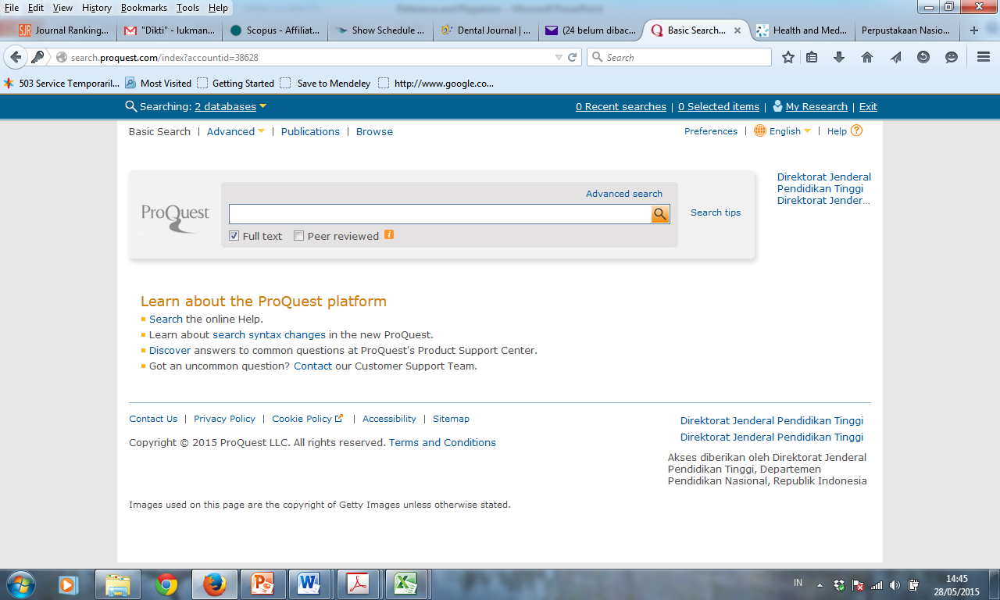 Reference and Plagiarism - Microsoft PowerPoint
File Edit View History Bookmarks Tools Help
SJR Journal Ranking... "Dikti" - lukman... Scopus - Affiliat... Show Schedule ... Dental Journal | ... (24 belum dibac... Basic Search... Health and Med... Perpustakaan Nasio...
search.proquest.com/index?accountid=38628 Search
503 Service Temporaril... Most Visited Getting Started Save to Mendeley http://www.google.co...
Searching: 2 databases 0 Recent searches | 0 Selected items | My Research | Exit
Basic Search | Advanced | Publications | Browse Preferences | English | Help ?
Direktorat Jenderal
Pendidikan Tinggi
Direktorat Jender...
Advanced search
ProQuest
Search tips
Full text Peer reviewed i
Learn about the ProQuest platform
Search the online Help.
Learn about search syntax changes in the new ProQuest.
Discover answers to common questions at ProQuest's Product Support Center.
Got an uncommon question? Contact our Customer Support Team.
Contact Us | Privacy Policy | Cookie Policy | Accessibility | Sitemap
Copyright © 2015 ProQuest LLC. All rights reserved. Terms and Conditions
Direktorat Jenderal Pendidikan Tinggi
Direktorat Jenderal Pendidikan Tinggi
Akses diberikan oleh Direktorat Jenderal
Pendidikan Tinggi, Departemen
Pendidikan Nasional, Republik Indonesia
Images used on this page are the copyright of Getty Images unless otherwise stated.
IN
14:45
28/05/2015